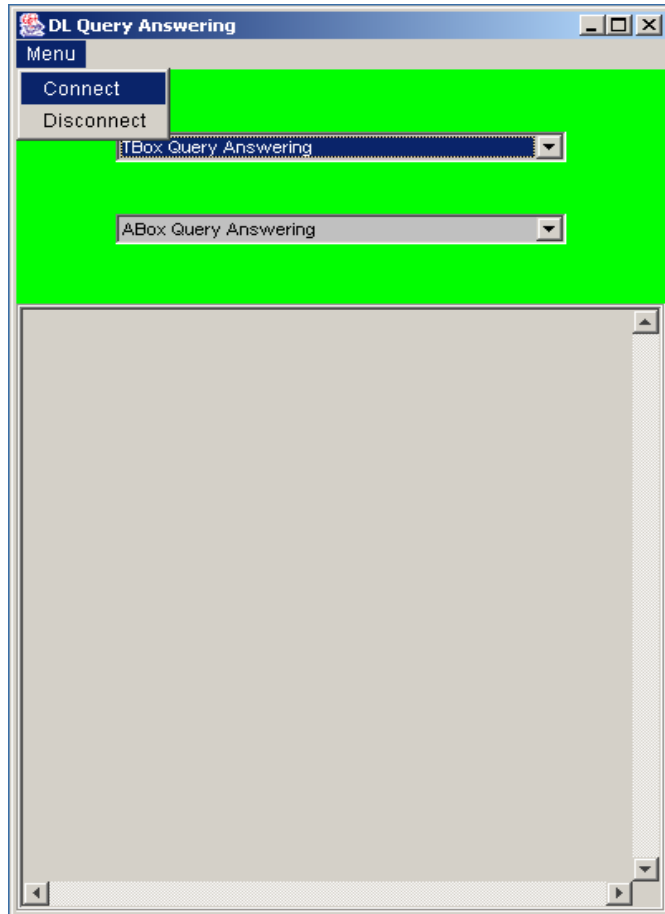 DL Query Answering
Menu
Connect
Disconnect
TBox Query Answering
ABox Query Answering